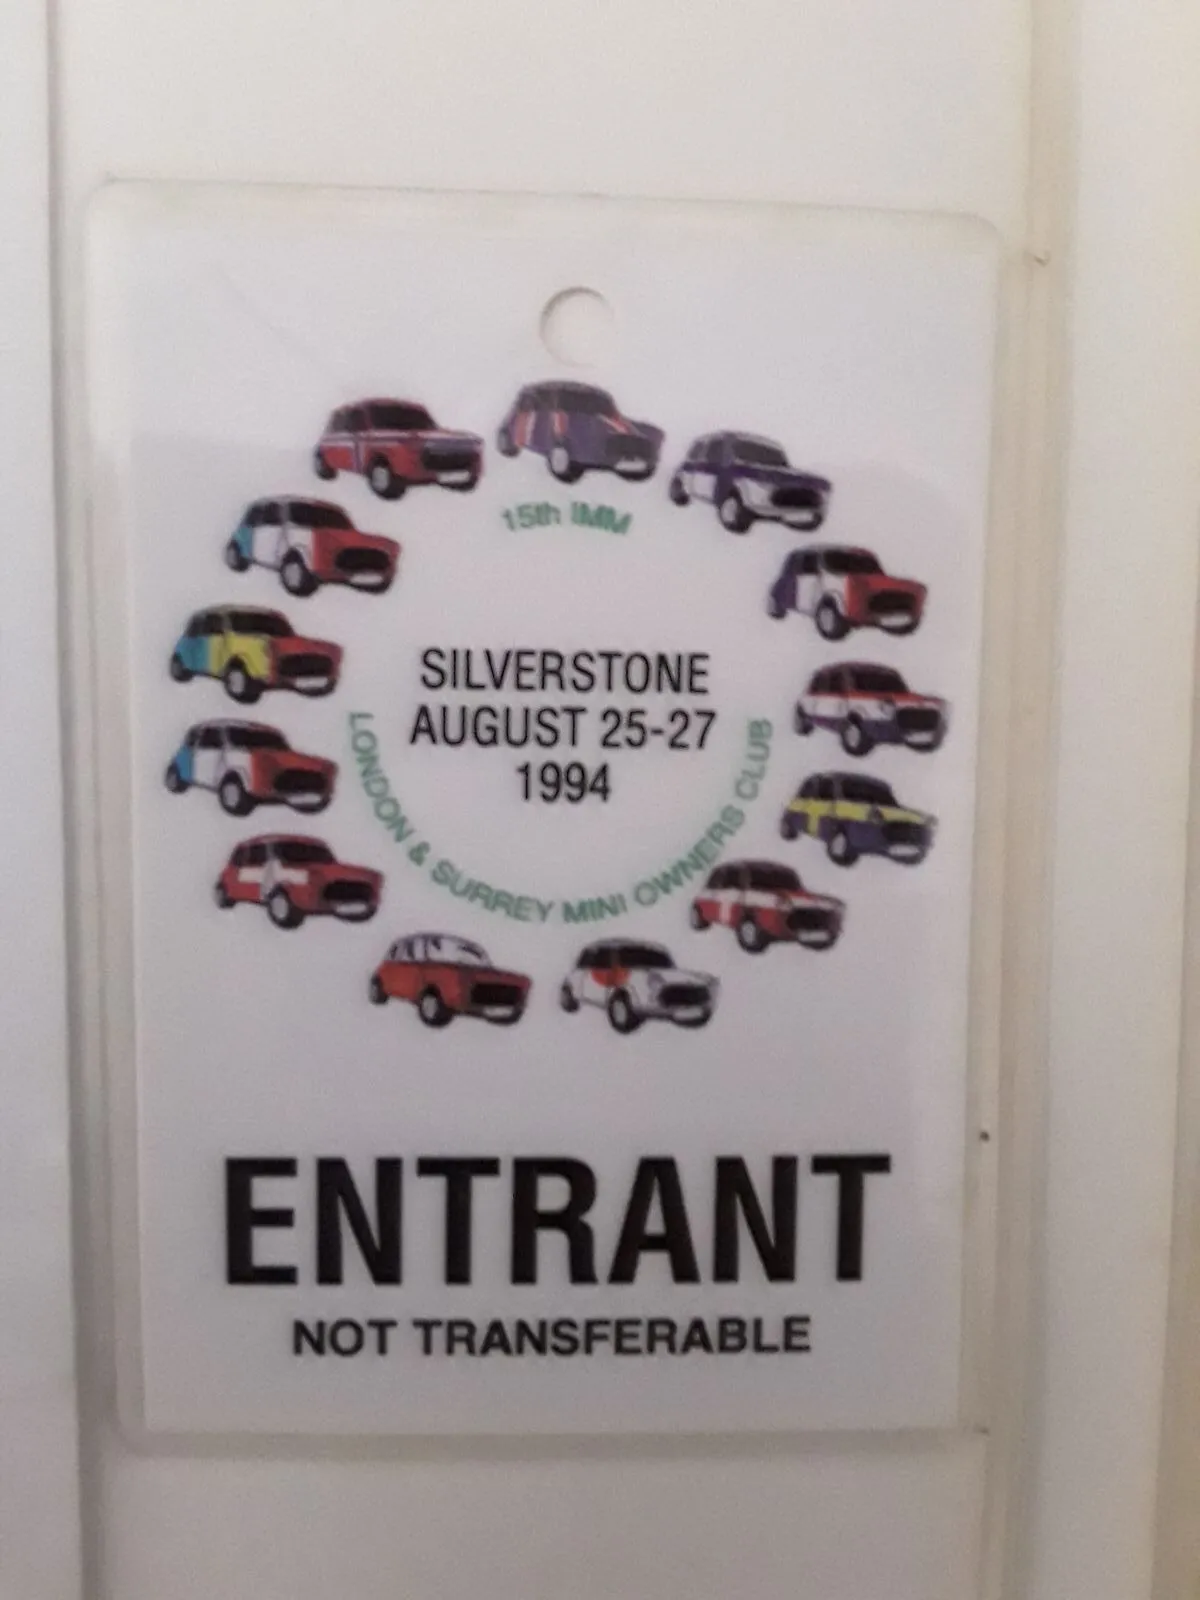 15th IMM
SILVERSTONE
AUGUST 25-27
1994
LONDON & SURREY MINI OWNERS CLUB
ENTRANT
NOT TRANSFERABLE